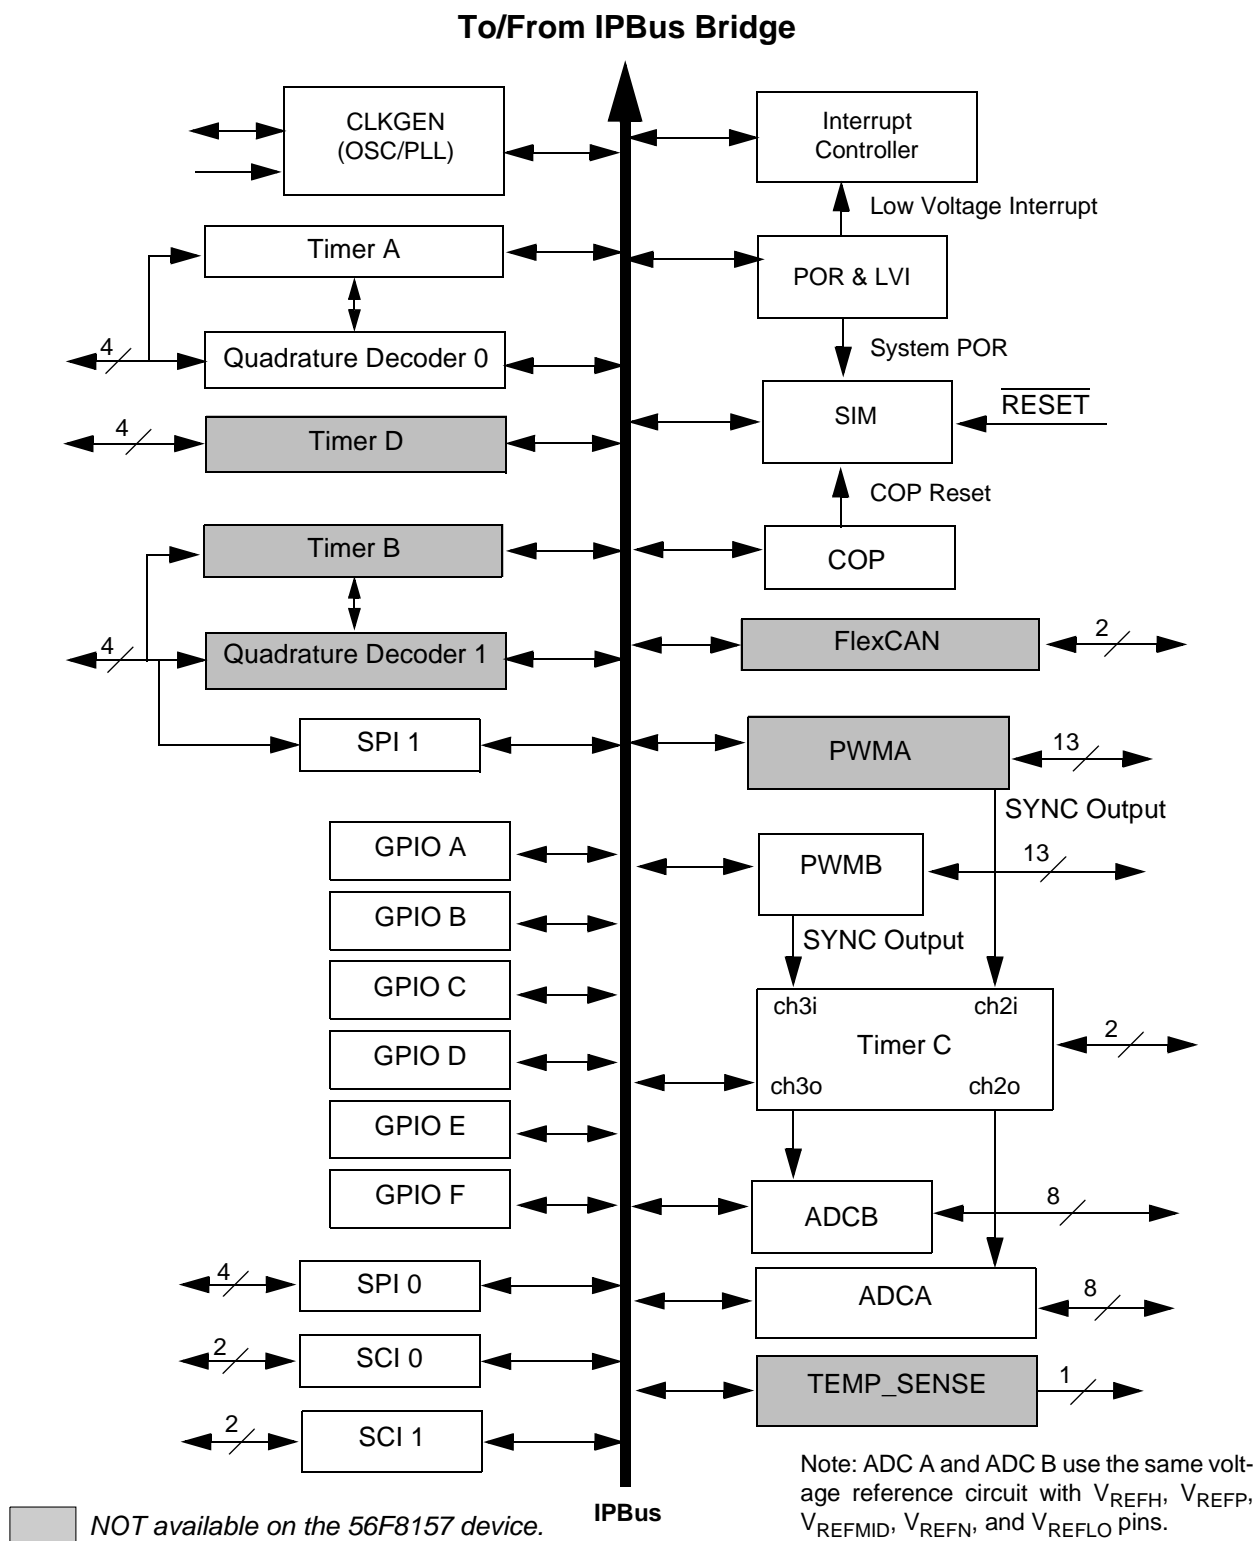 To/From IPBus Bridge
CLKGEN
(OSC/PLL)
Interrupt
Controller
Low Voltage Interrupt
Timer A
POR & LVI
4
Quadrature Decoder 0
System POR
SIM
RESET
4
Timer D
COP Reset
Timer B
COP
4
Quadrature Decoder 1
FlexCAN
2
SPI 1
PWMA
13
SYNC Output
GPIO A
PWMB
13
GPIO B
SYNC Output
GPIO C
ch3i
ch2i
GPIO D
Timer C
2
ch3o
ch2o
GPIO E
GPIO F
ADCB
8
4
SPI 0
ADCA
8
2
SCI 0
TEMP_SENSE
1
2
SCI 1
Note: ADC A and ADC B use the same volt-
age reference circuit with VREFH, VREFP,
VREFMID, VREFN, and VREFLO pins.
IPBus
NOT available on the 56F8157 device.